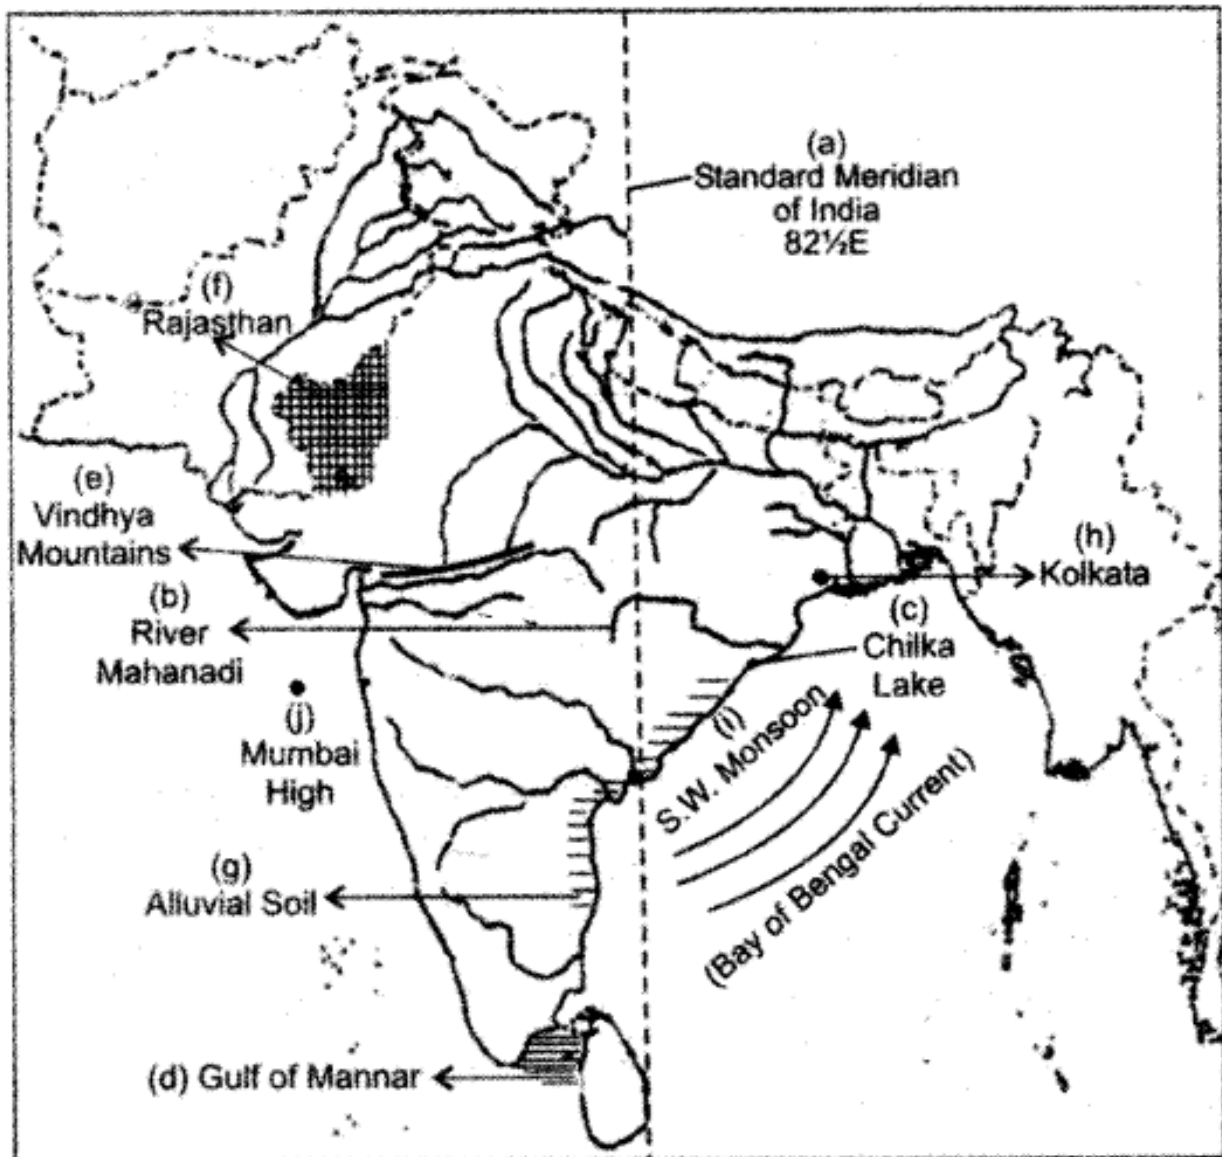 (a)
Standard Meridian
of India
82½E
(f)
Rajasthan
(e)
Vindhya
Mountains
(h)
Kolkata
(b)
River
Mahanadi
(c)
Chilka
Lake
(j)
Mumbai
High
(i)
S.W. Monsoon
(Bay of Bengal Current)
(g)
Alluvial Soil
(d) Gulf of Mannar